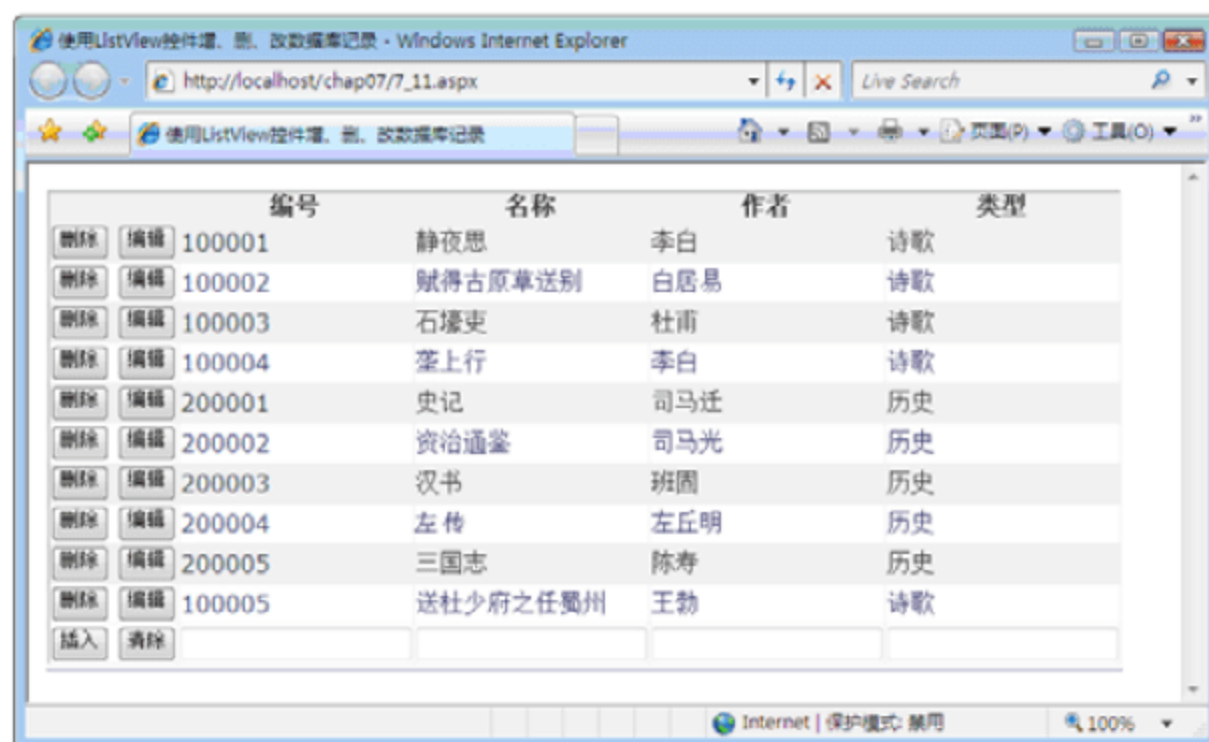 使用ListView控件增、删、改数据库记录 - Windows Internet Explorer
http://localhost/chap07/7_11.aspx Live Search
使用ListView控件增、删、改数据库记录 页面(P) 工具(O) »
编号 名称 作者 类型
删除 编辑 100001 静夜思 李白 诗歌
删除 编辑 100002 赋得古原草送别 白居易 诗歌
删除 编辑 100003 石壕吏 杜甫 诗歌
删除 编辑 100004 垄上行 李白 诗歌
删除 编辑 200001 史记 司马迁 历史
删除 编辑 200002 资治通鉴 司马光 历史
删除 编辑 200003 汉书 班固 历史
删除 编辑 200004 左传 左丘明 历史
删除 编辑 200005 三国志 陈寿 历史
删除 编辑 100005 送杜少府之任蜀州 王勃 诗歌
插入 清除
Internet | 保护模式: 禁用 100%